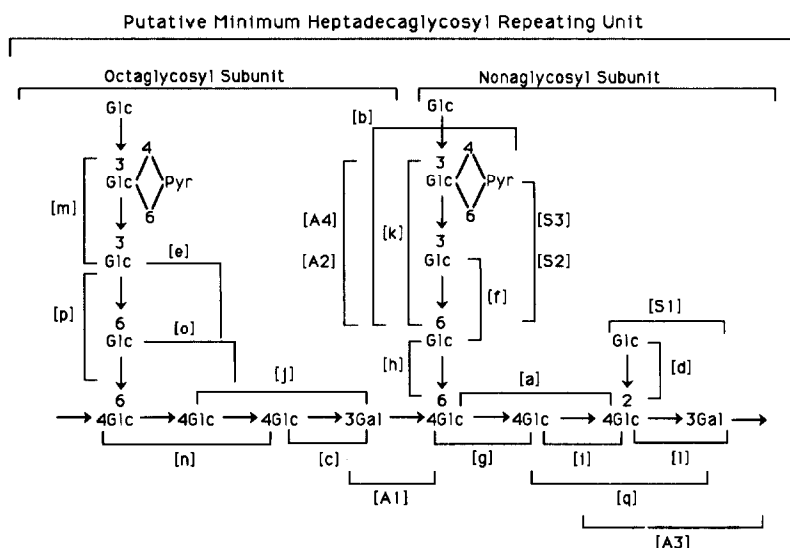 Putative Minimum Heptadecaglycosyl Repeating Unit
Octaglycosyl Subunit Nonaglycosyl Subunit
Glc [b] Glc
3 4 3 4
Glc Pyr Glc Pyr
[m] 6 [A4] [k] 6 [S3]
3 [A2] 3 [S2]
Glc [e] Glc
[p] [f]
6 [o] 6 [S1]
Glc Glc Glc
[j] [h] [a] [d]
6 6 2
4Glc 4Glc 4Glc 3Gal 4Glc 4Glc 4Glc 3Gal
[n] [c] [g] [i] [l]
[A1] [q]
[A3]